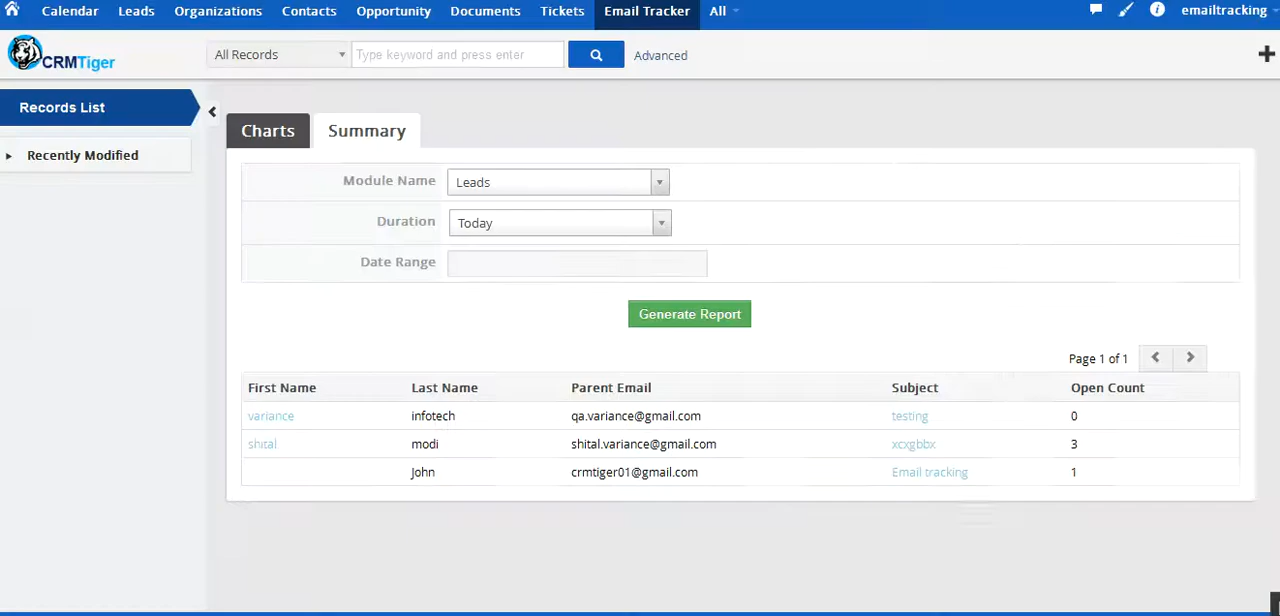 Calendar Leads Organizations Contacts Opportunity Documents Tickets Email Tracker All emailtracking
CRMTiger All Records Type keyword and press enter Advanced
Records List
Recently Modified
Charts Summary
Module Name Leads
Duration Today
Date Range
Generate Report
Page 1 of 1
First Name Last Name Parent Email Subject Open Count
variance infotech qa.variance@gmail.com testing 0
shital modi shital.variance@gmail.com xcxgbbx 3
John crmtiger01@gmail.com Email tracking 1